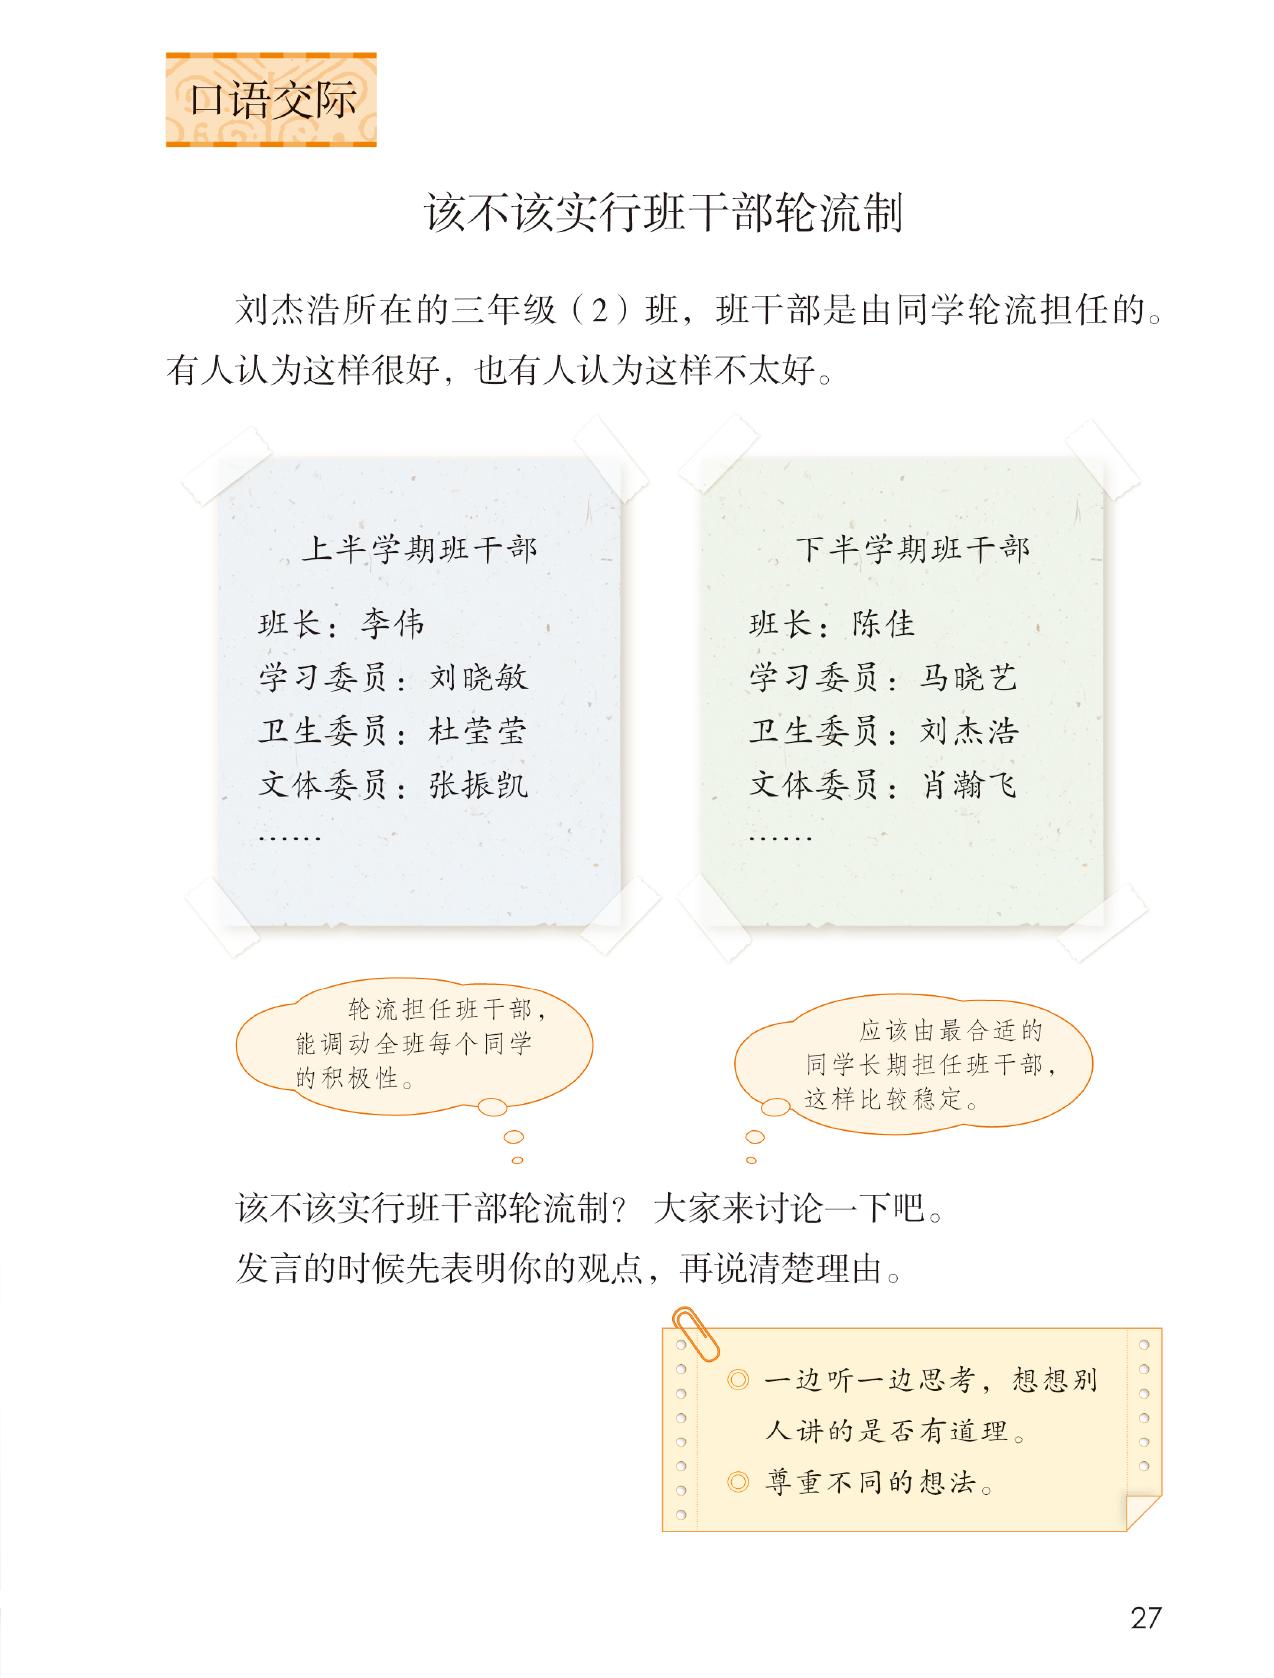 口语交际
该不该实行班干部轮流制
刘杰浩所在的三年级（2）班，班干部是由同学轮流担任的。
有人认为这样很好，也有人认为这样不太好。
上半学期班干部
班长：李伟
学习委员：刘晓敏
卫生委员：杜莹莹
文体委员：张振凯
……
下半学期班干部
班长：陈佳
学习委员：马晓艺
卫生委员：刘杰浩
文体委员：肖瀚飞
……
轮流担任班干部，
能调动全班每个同学
的积极性。
应该由最合适的
同学长期担任班干部，
这样比较稳定。
该不该实行班干部轮流制？ 大家来讨论一下吧。
发言的时候先表明你的观点，再说清楚理由。
◎ 一边听一边思考，想想别
人讲的是否有道理。
◎ 尊重不同的想法。
27